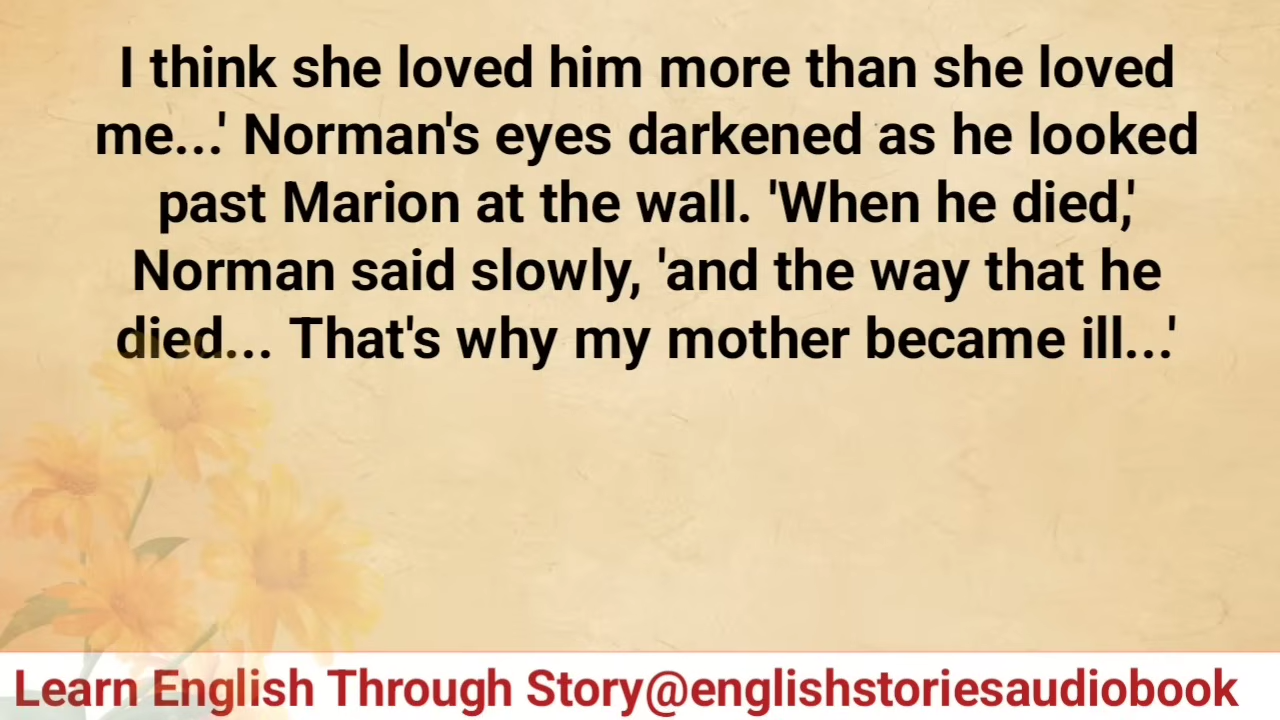 I think she loved him more than she loved
me...' Norman's eyes darkened as he looked
past Marion at the wall. 'When he died,'
Norman said slowly, 'and the way that he
died... That's why my mother became ill...'
Learn English Through Story@englishstoriesaudiobook